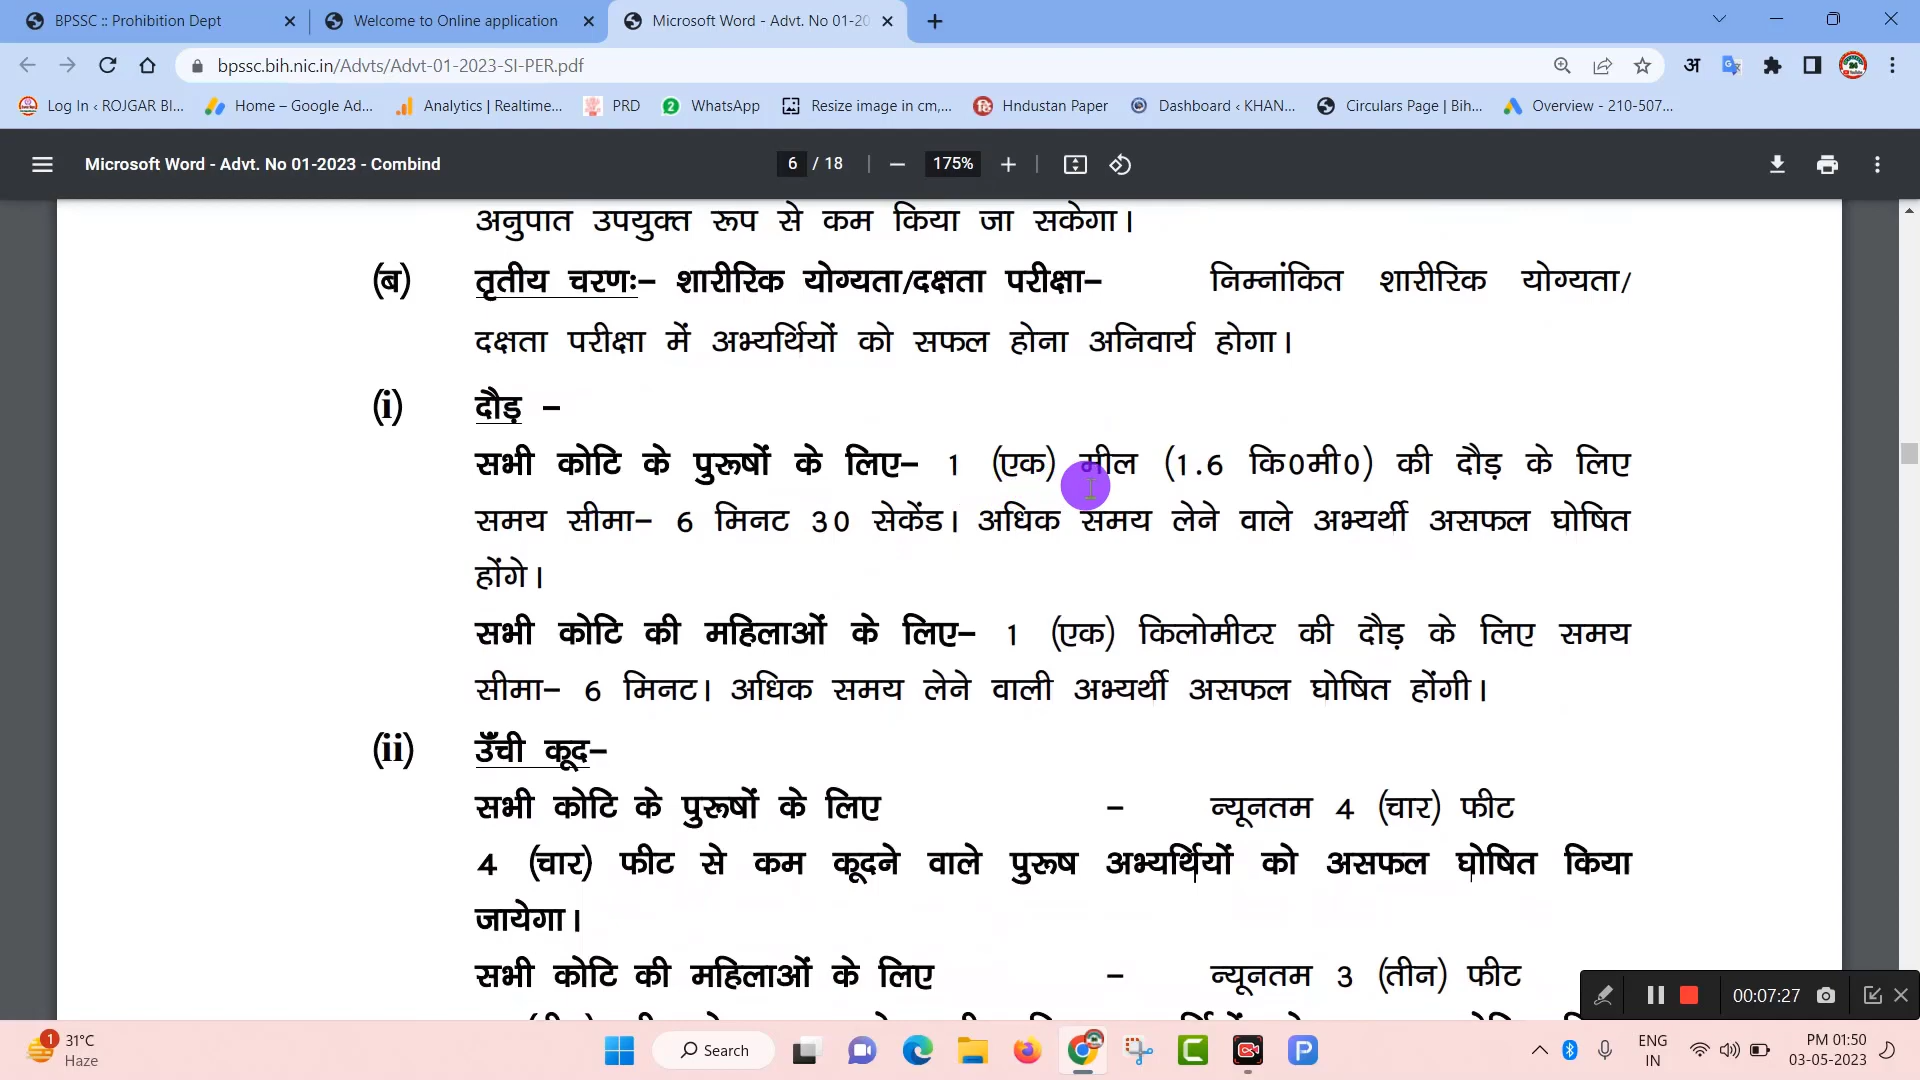 BPSSC :: Prohibition Dept
Welcome to Online application
Microsoft Word - Advt. No 01-20
bpssc.bih.nic.in/Advts/Advt-01-2023-SI-PER.pdf
Log In ‹ ROJGAR BI...
Home – Google Ad...
Analytics | Realtime...
PRD
WhatsApp
Resize image in cm,...
Hndustan Paper
Dashboard ‹ KHAN...
Circulars Page | Bih...
Overview - 210-507...
Microsoft Word - Advt. No 01-2023 - Combind
6 / 18
175%
अनुपात उपयुक्त रूप से कम किया जा सकेगा।
(ब) तृतीय चरणः– शारीरिक योग्यता/दक्षता परीक्षा– निम्नांकित शारीरिक योग्यता/
दक्षता परीक्षा में अभ्यर्थियों को सफल होना अनिवार्य होगा।
(i) दौड़ –
सभी कोटि के पुरूषों के लिए– 1 (एक) मील (1.6 कि0मी0) की दौड़ के लिए
समय सीमा– 6 मिनट 30 सेकेंड। अधिक समय लेने वाले अभ्यर्थी असफल घोषित
होंगे।
सभी कोटि की महिलाओं के लिए– 1 (एक) किलोमीटर की दौड़ के लिए समय
सीमा– 6 मिनट। अधिक समय लेने वाली अभ्यर्थी असफल घोषित होंगी।
(ii) उँची कूद–
सभी कोटि के पुरूषों के लिए – न्यूनतम 4 (चार) फीट
4 (चार) फीट से कम कूदने वाले पुरूष अभ्यर्थियों को असफल घोषित किया
जायेगा।
सभी कोटि की महिलाओं के लिए – न्यूनतम 3 (तीन) फीट
00:07:27
1
31°C
Haze
Search
ENG
IN
PM 01:50
03-05-2023